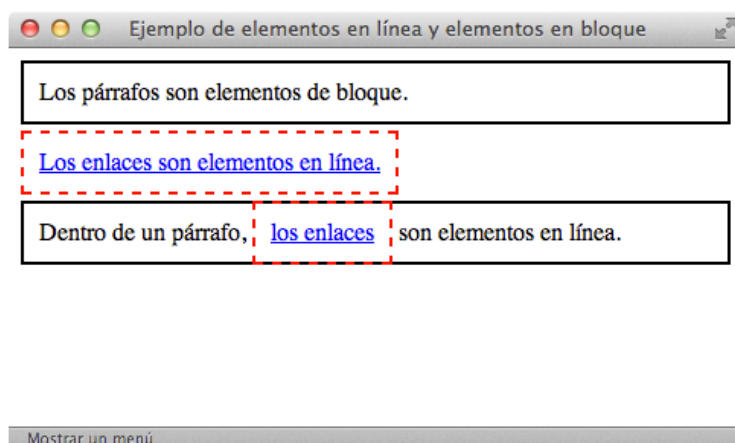 Ejemplo de elementos en línea y elementos en bloque
Los párrafos son elementos de bloque.
Los enlaces son elementos en línea.
Dentro de un párrafo, los enlaces son elementos en línea.
Mostrar un menú